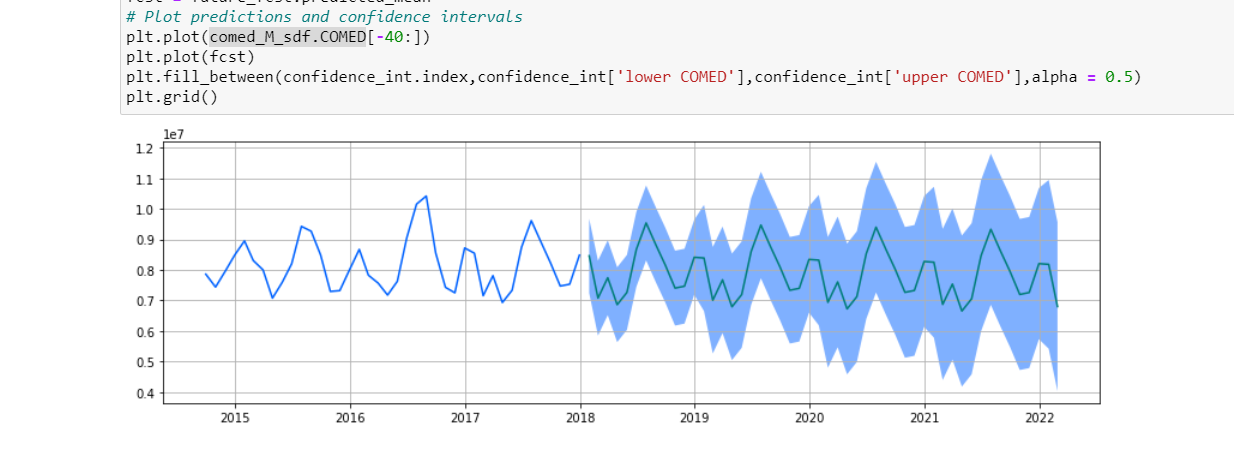 # Plot predictions and confidence intervals
plt.plot(comed_M_sdf.COMED[-40:])
plt.plot(fcst)
plt.fill_between(confidence_int.index,confidence_int['lower COMED'],confidence_int['upper COMED'],alpha = 0.5)
plt.grid()
1e7
1.2
1.1
1.0
0.9
0.8
0.7
0.6
0.5
0.4
2015 2016 2017 2018 2019 2020 2021 2022